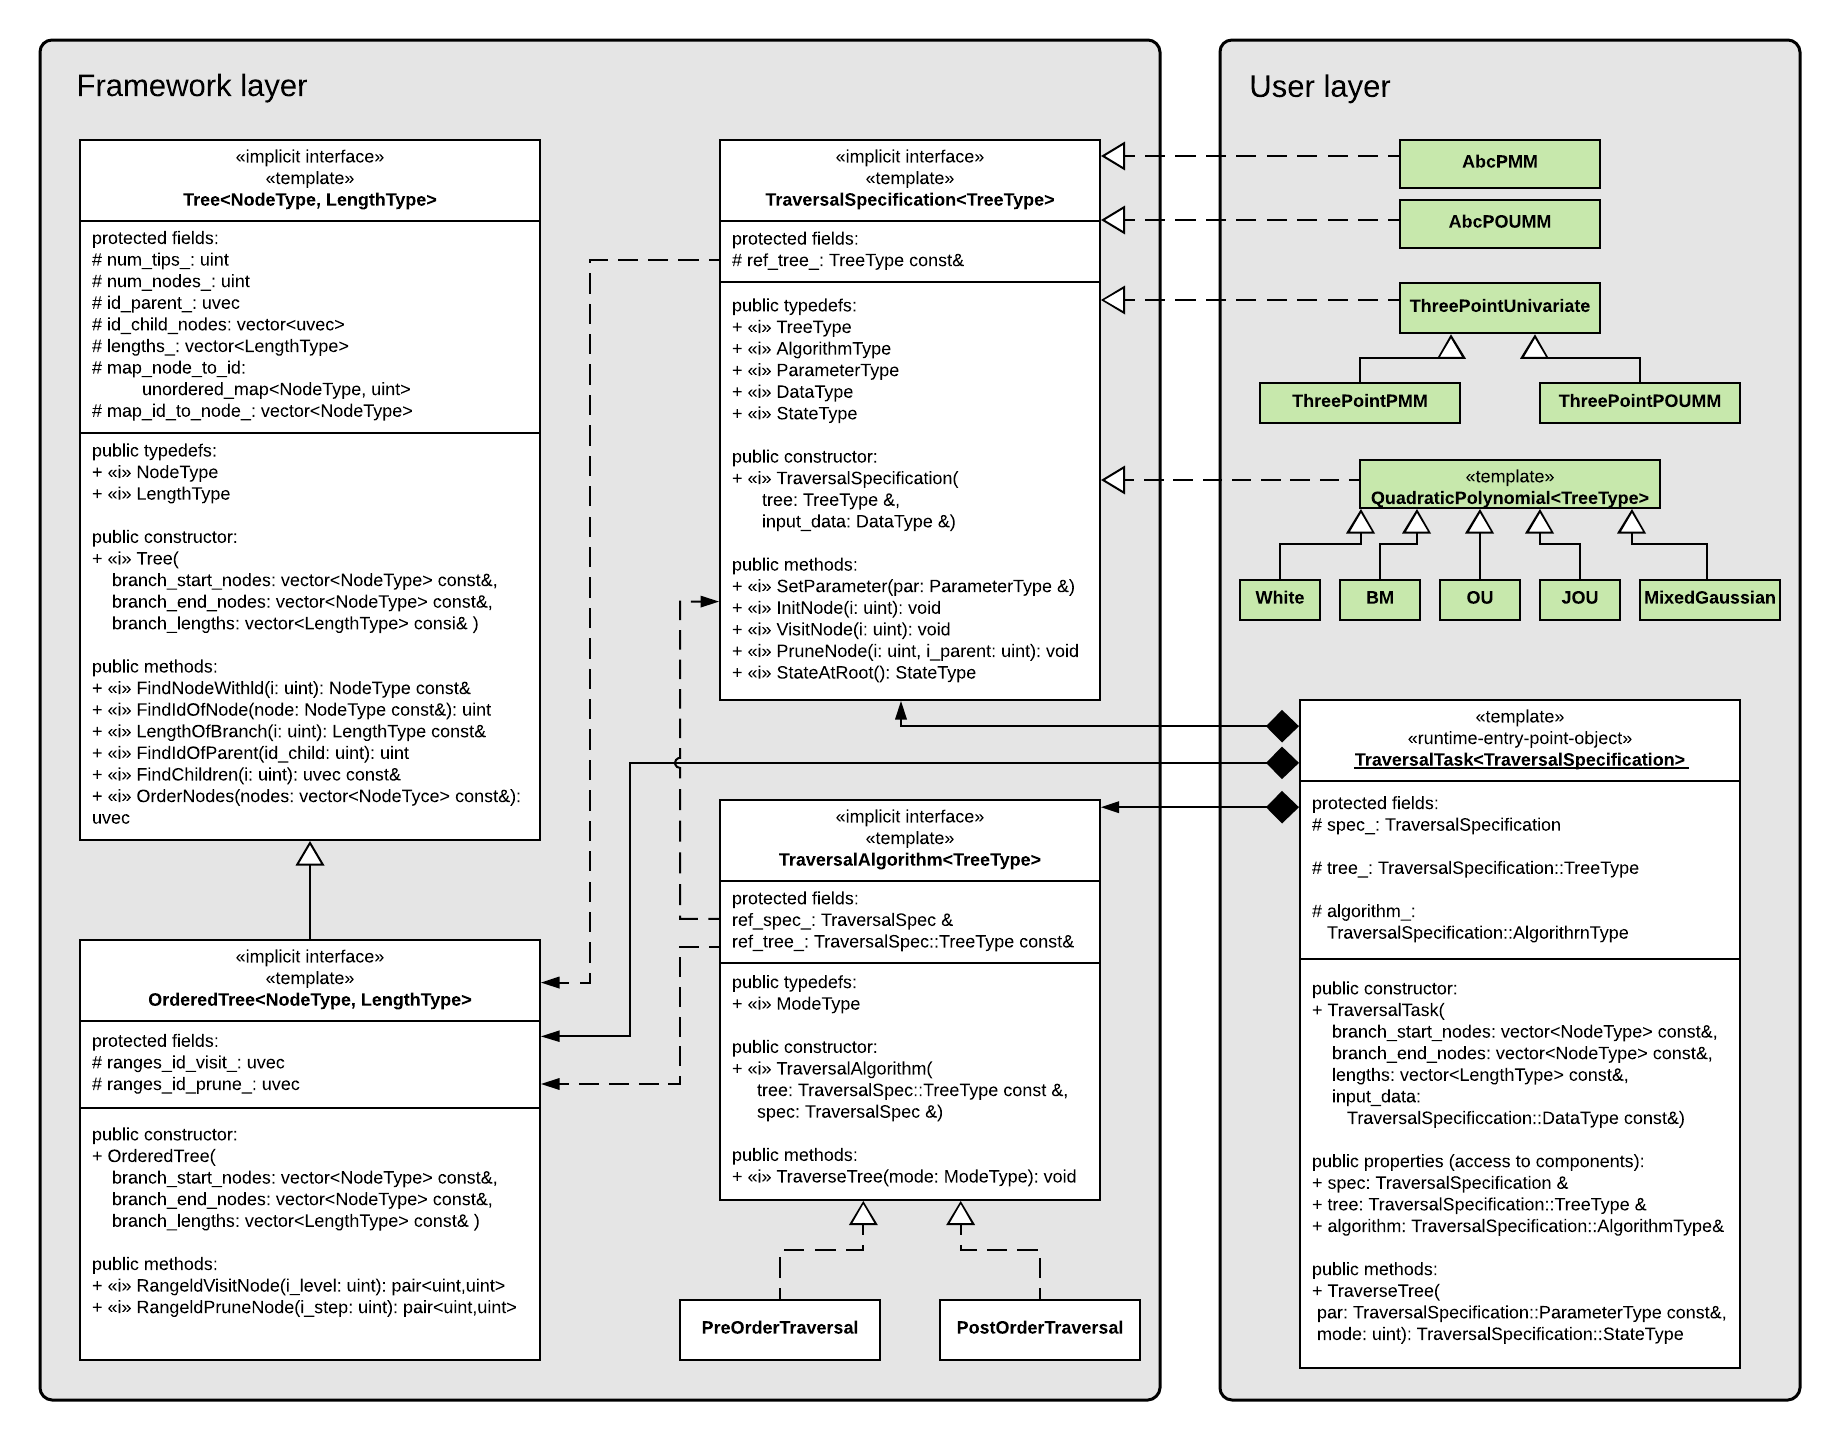 Framework layer
«implicit interface»
«template»
Tree<NodeType, LengthType>
protected fields:
# num_tips_: uint
# num_nodes_: uint
# id_parent_: uvec
# id_child_nodes: vector<uvec>
# lengths_: vector<LengthType>
# map_node_to_id:
unordered_map<NodeType, uint>
# map_id_to_node_: vector<NodeType>
public typedefs:
+ «i» NodeType
+ «i» LengthType
public constructor:
+ «i» Tree(
branch_start_nodes: vector<NodeType> const&,
branch_end_nodes: vector<NodeType> const&,
branch_lengths: vector<LengthType> consi& )
public methods:
+ «i» FindNodeWithId(i: uint): NodeType const&
+ «i» FindIdOfNode(node: NodeType const&): uint
+ «i» LengthOfBranch(i: uint): LengthType const&
+ «i» FindIdOfParent(id_child: uint): uint
+ «i» FindChildren(i: uint): uvec const&
+ «i» OrderNodes(nodes: vector<NodeTyce> const&):
uvec
«implicit interface»
«template»
OrderedTree<NodeType, LengthType>
protected fields:
# ranges_id_visit_: uvec
# ranges_id_prune_: uvec
public constructor:
+ OrderedTree(
branch_start_nodes: vector<NodeType> const&,
branch_end_nodes: vector<NodeType> const&,
branch_lengths: vector<LengthType> const& )
public methods:
+ «i» RangeIdVisitNode(i_level: uint): pair<uint,uint>
+ «i» RangeIdPruneNode(i_step: uint): pair<uint,uint>
«implicit interface»
«template»
TraversalSpecification<TreeType>
protected fields:
# ref_tree_: TreeType const&
public typedefs:
+ «i» TreeType
+ «i» AlgorithmType
+ «i» ParameterType
+ «i» DataType
+ «i» StateType
public constructor:
+ «i» TraversalSpecification(
tree: TreeType &,
input_data: DataType &)
public methods:
+ «i» SetParameter(par: ParameterType &)
+ «i» InitNode(i: uint): void
+ «i» VisitNode(i: uint): void
+ «i» PruneNode(i: uint, i_parent: uint): void
+ «i» StateAtRoot(): StateType
«implicit interface»
«template»
TraversalAlgorithm<TreeType>
protected fields:
ref_spec_: TraversalSpec &
ref_tree_: TraversalSpec::TreeType const&
public typedefs:
+ «i» ModeType
public constructor:
+ «i» TraversalAlgorithm(
tree: TraversalSpec::TreeType const &,
spec: TraversalSpec &)
public methods:
+ «i» TraverseTree(mode: ModeType): void
PreOrderTraversal
PostOrderTraversal
User layer
AbcPMM
AbcPOUMM
ThreePointUnivariate
ThreePointPMM
ThreePointPOUMM
«template»
QuadraticPolynomial<TreeType>
White
BM
OU
JOU
MixedGaussian
«template»
«runtime-entry-point-object»
TraversalTask<TraversalSpecification>
protected fields:
# spec_: TraversalSpecification
# tree_: TraversalSpecification::TreeType
# algorithm_:
TraversalSpecification::AlgorithrnType
public constructor:
+ TraversalTask(
branch_start_nodes: vector<NodeType> const&,
branch_end_nodes: vector<NodeType> const&,
lengths: vector<LengthType> const&,
input_data:
TraversalSpecificcation::DataType const&)
public properties (access to components):
+ spec: TraversalSpecification &
+ tree: TraversalSpecification::TreeType &
+ algorithm: TraversalSpecification::AlgorithmType&
public methods:
+ TraverseTree(
par: TraversalSpecification::ParameterType const&,
mode: uint): TraversalSpecification::StateType